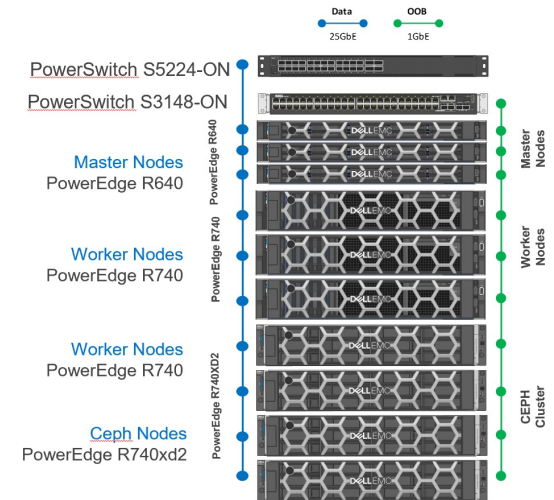 Data
OOB
25GbE
1GbE
PowerSwitch S5224-ON
PowerSwitch S3148-ON
PowerEdge R640
Master Nodes
PowerEdge R640
DELLEMC
DELLEMC
DELLEMC
Master
Nodes
PowerEdge R740
Worker Nodes
PowerEdge R740
DELLEMC
DELLEMC
DELLEMC
Worker
Nodes
Worker Nodes
PowerEdge R740
PowerEdge R740XD2
Ceph Nodes
PowerEdge R740xd2
DELLEMC
DELLEMC
DELLEMC
DELLEMC
CEPH
Cluster